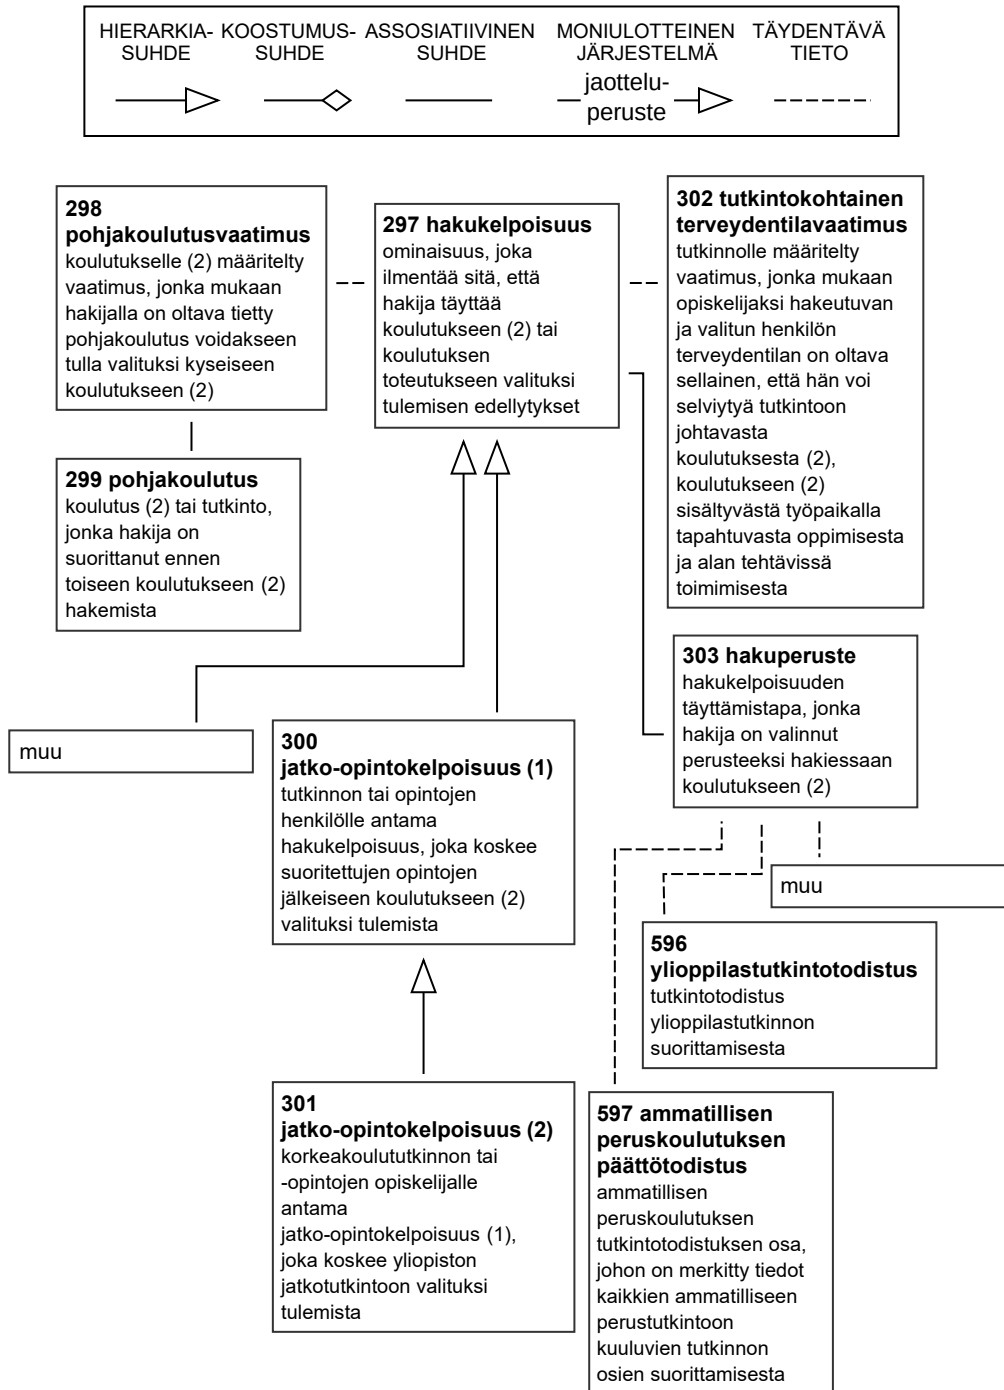 HIERARKIA-
SUHDE
KOOSTUMUS-
SUHDE
ASSOSIATIIVINEN
SUHDE
MONIULOTTEINEN
JÄRJESTELMÄ
TÄYDENTÄVÄ
TIETO
jaottelu-
peruste
298
pohjakoulutusvaatimus
koulutukselle (2) määritelty
vaatimus, jonka mukaan
hakijalla on oltava tietty
pohjakoulutus voidakseen
tulla valituksi kyseiseen
koulutukseen (2)
297 hakukelpoisuus
ominaisuus, joka
ilmentää sitä, että
hakija täyttää
koulutukseen (2) tai
koulutuksen
toteutukseen valituksi
tulemisen edellytykset
302 tutkintokohtainen
terveydentilavaatimus
tutkinnolle määritelty
vaatimus, jonka mukaan
opiskelijaksi hakeutuvan
ja valitun henkilön
terveydentilan on oltava
sellainen, että hän voi
selviytyä tutkintoon
johtavasta
koulutuksesta (2),
koulutukseen (2)
sisältyvästä työpaikalla
tapahtuvasta oppimisesta
ja alan tehtävissä
toimimisesta
299 pohjakoulutus
koulutus (2) tai tutkinto,
jonka hakija on
suorittanut ennen
toiseen koulutukseen (2)
hakemista
303 hakuperuste
hakukelpoisuuden
täyttämistapa, jonka
hakija on valinnut
perusteeksi hakiessaan
koulutukseen (2)
muu
300
jatko-opintokelpoisuus (1)
tutkinnon tai opintojen
henkilölle antama
hakukelpoisuus, joka koskee
suoritettujen opintojen
jälkeiseen koulutukseen (2)
valituksi tulemista
muu
596
ylioppilastutkintotodistus
tutkintotodistus
ylioppilastutkinnon
suorittamisesta
301
jatko-opintokelpoisuus (2)
korkeakoulututkinnon tai
-opintojen opiskelijalle
antama
jatko-opintokelpoisuus (1),
joka koskee yliopiston
jatkotutkintoon valituksi
tulemista
597 ammatillisen
peruskoulutuksen
päättötodistus
ammatillisen
peruskoulutuksen
tutkintotodistuksen osa,
johon on merkitty tiedot
kaikkien ammatilliseen
perustutkintoon
kuuluvien tutkinnon
osien suorittamisesta